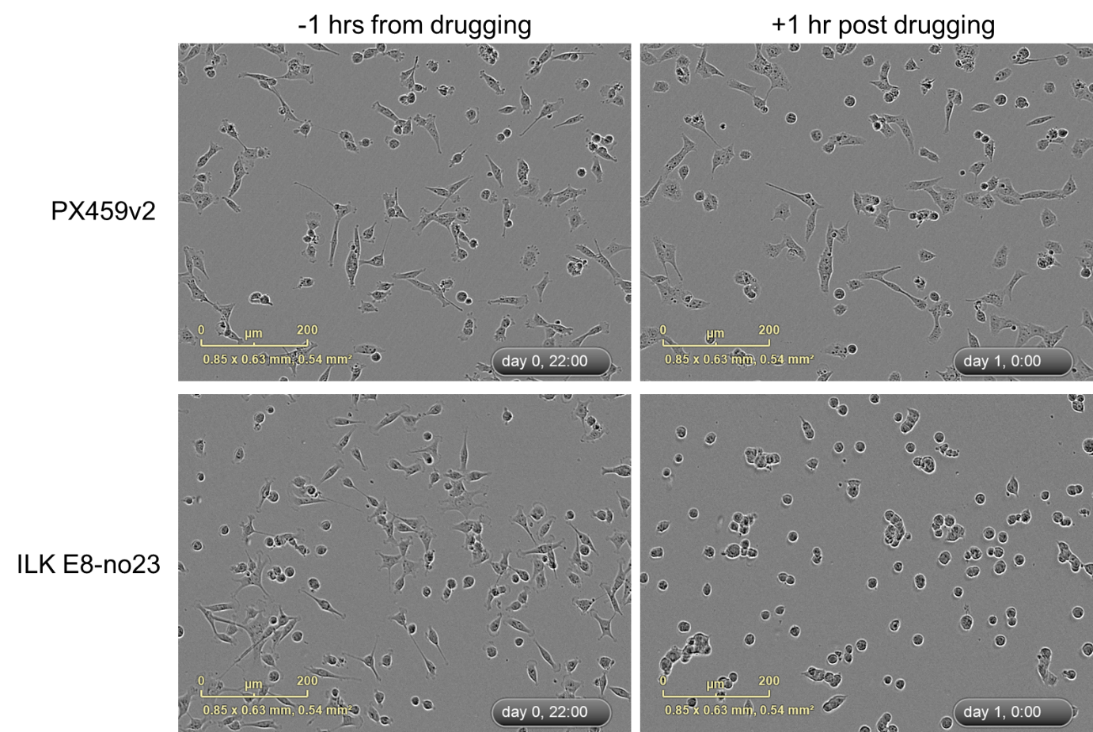 -1 hrs from drugging
+1 hr post drugging
PX459v2
0 µm 200
0.85 x 0.63 mm, 0.54 mm²
day 0, 22:00
0 µm 200
0.85 x 0.63 mm, 0.54 mm²
day 1, 0:00
ILK E8-no23
0 µm 200
0.85 x 0.63 mm, 0.54 mm²
day 0, 22:00
0 µm 200
0.85 x 0.63 mm, 0.54 mm²
day 1, 0:00